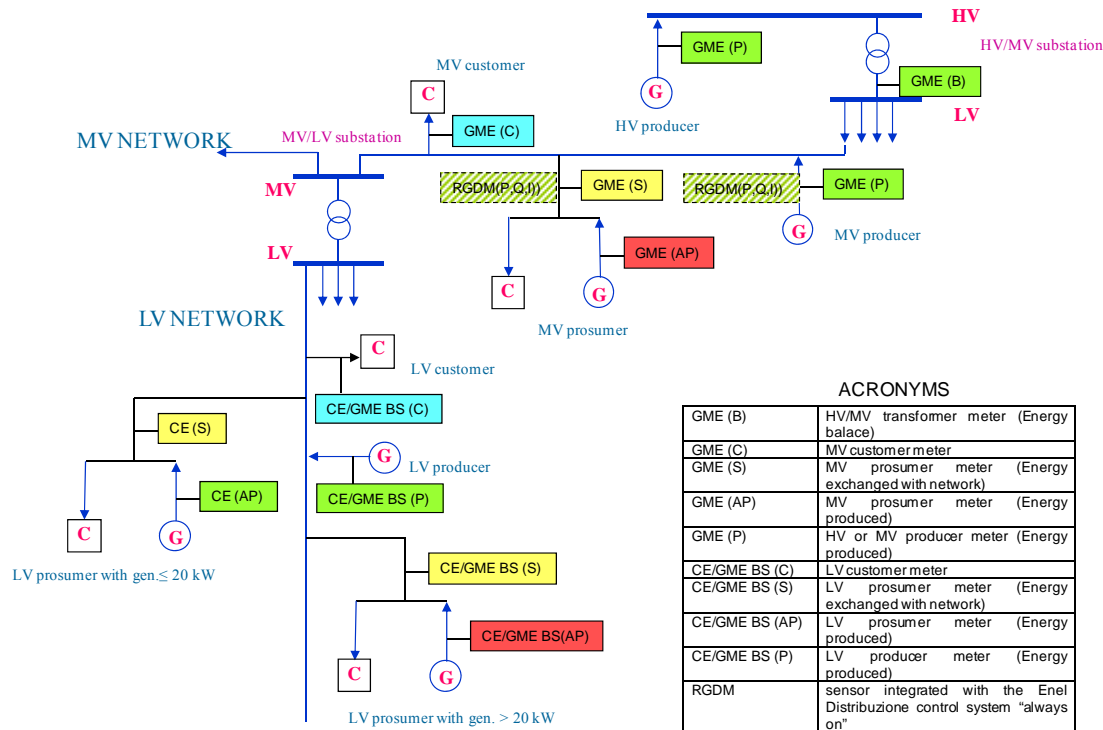 HV
GME (P)
HV/MV substation
MV customer
G
GME (B)
C
HV producer
LV
GME (C)
MV/LV substation
MV NETWORK
MV
RGDM(P,Q,I))
GME (S)
RGDM(P,Q,I))
GME (P)
G
MV producer
LV
GME (AP)
C
G
MV prosumer
LV NETWORK
C
LV customer
CE/GME BS (C)
CE (S)
G
LV producer
CE (AP)
CE/GME BS (P)
C
G
LV prosumer with gen.≤ 20 kW
CE/GME BS (S)
CE/GME BS(AP)
C
G
LV prosumer with gen. > 20 kW
ACRONYMS
GME (B) HV/MV transformer meter (Energy
balace)
GME (C) MV customer meter
GME (S) MV prosumer meter (Energy
exchanged with network)
GME (AP) MV prosumer meter (Energy
produced)
GME (P) HV or MV producer meter (Energy
produced)
CE/GME BS (C) LV customer meter
CE/GME BS (S) LV prosumer meter (Energy
exchanged with network)
CE/GME BS (AP) LV prosumer meter (Energy
produced)
CE/GME BS (P) LV producer meter (Energy
produced)
RGDM sensor integrated with the Enel
Distribuzione control system “always
on”